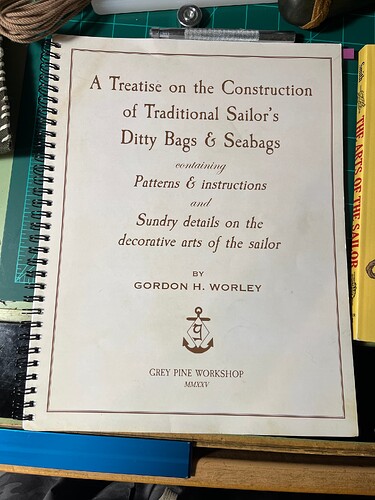 A Treatise on the Construction
of Traditional Sailor's
Ditty Bags & Seabags
containing
Patterns & instructions
and
Sundry details on the
decorative arts of the sailor
BY
GORDON H. WORLEY
GREY PINE WORKSHOP
MMXXV
THE ARTS OF THE SAILOR